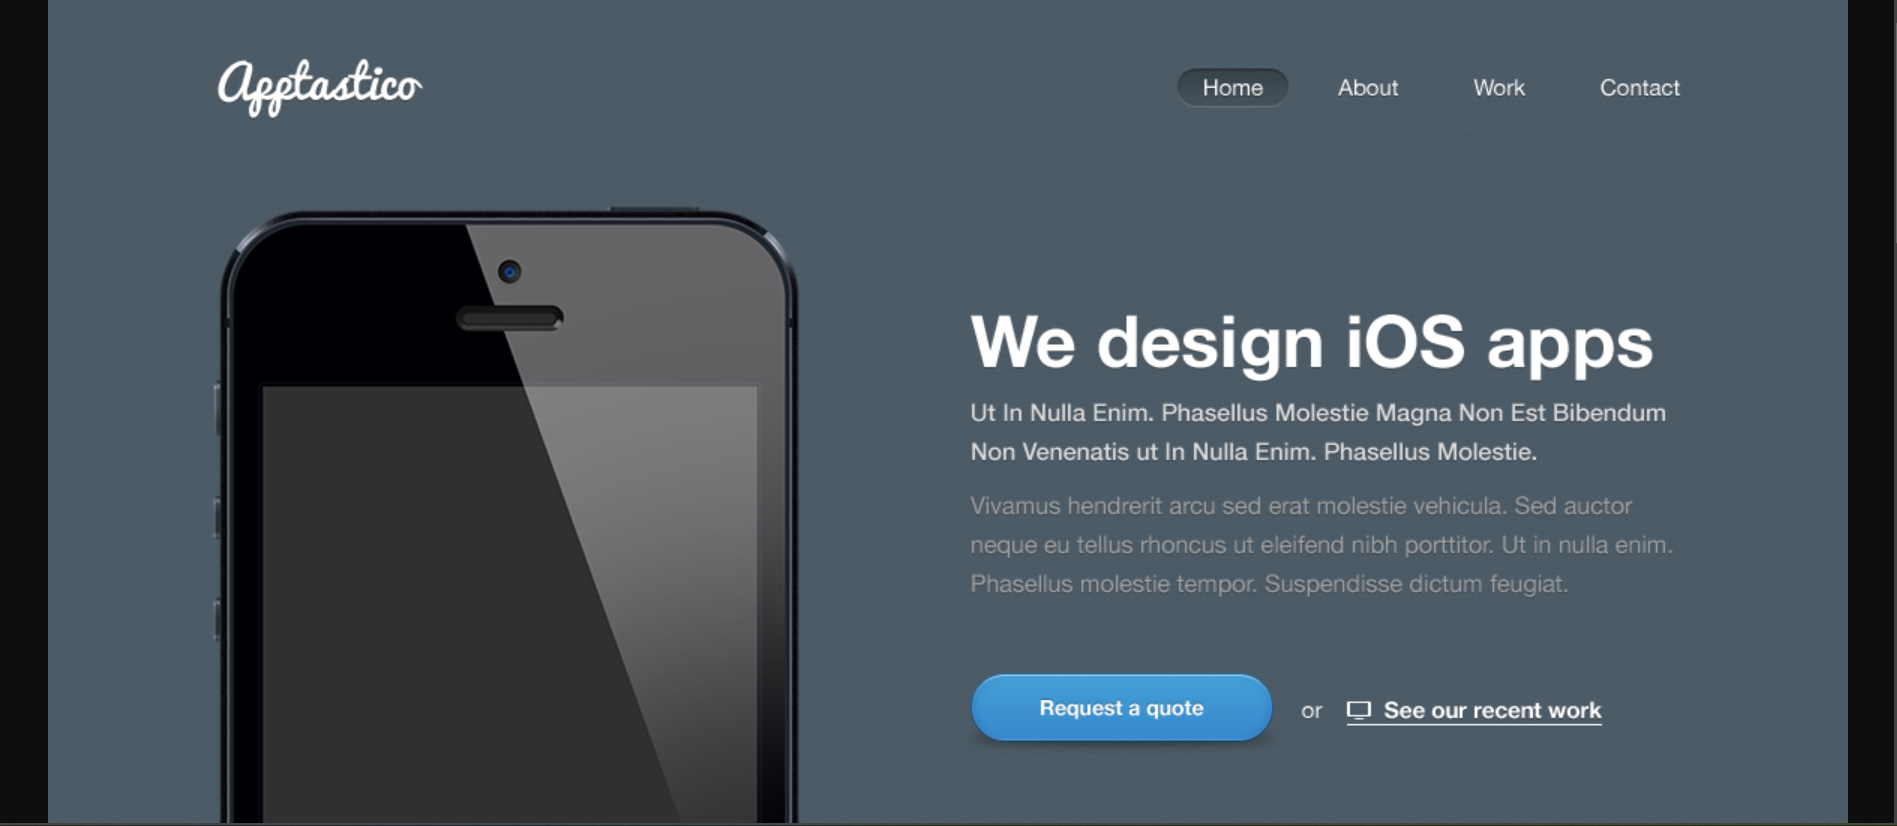 Apptastico
Home About Work Contact
We design iOS apps
Ut In Nulla Enim. Phasellus Molestie Magna Non Est Bibendum
Non Venenatis ut In Nulla Enim. Phasellus Molestie.
Vivamus hendrerit arcu sed erat molestie vehicula. Sed auctor
neque eu tellus rhoncus ut eleifend nibh porttitor. Ut in nulla enim.
Phasellus molestie tempor. Suspendisse dictum feugiat.
Request a quote or See our recent work